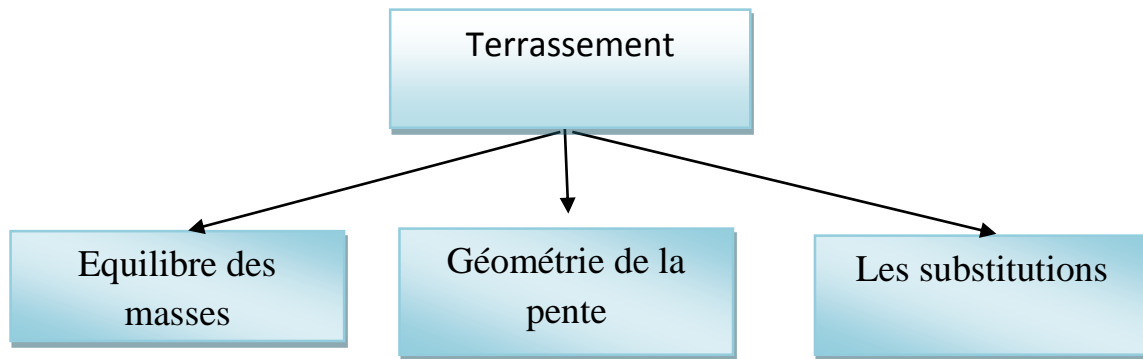 Terrassement
Equilibre des
masses
Géométrie de la
pente
Les substitutions